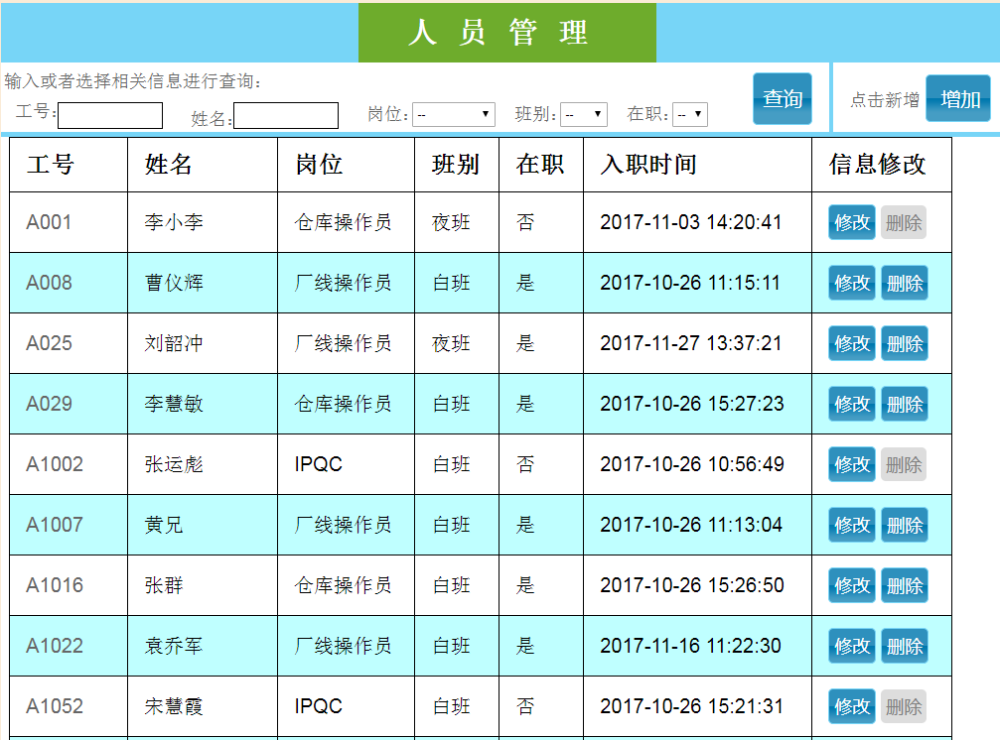 人 员 管 理
输入或者选择相关信息进行查询：
工号： 姓名： 岗位： -- 班别： -- 在职： -- 查询 点击新增 增加
工号 姓名 岗位 班别 在职 入职时间 信息修改
A001 李小李 仓库操作员 夜班 否 2017-11-03 14:20:41 修改 删除
A008 曹仪辉 厂线操作员 白班 是 2017-10-26 11:15:11 修改 删除
A025 刘韶冲 厂线操作员 夜班 是 2017-11-27 13:37:21 修改 删除
A029 李慧敏 仓库操作员 白班 是 2017-10-26 15:27:23 修改 删除
A1002 张运彪 IPQC 白班 否 2017-10-26 10:56:49 修改 删除
A1007 黄兄 厂线操作员 白班 是 2017-10-26 11:13:04 修改 删除
A1016 张群 仓库操作员 白班 是 2017-10-26 15:26:50 修改 删除
A1022 袁乔军 厂线操作员 白班 是 2017-11-16 11:22:30 修改 删除
A1052 宋慧霞 IPQC 白班 否 2017-10-26 15:21:31 修改 删除